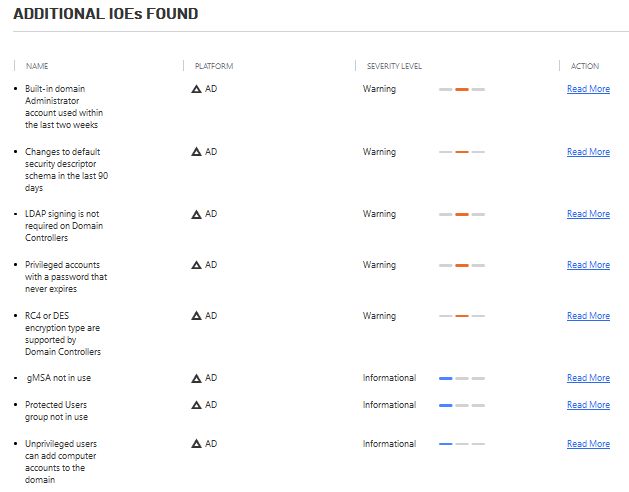 ADDITIONAL IOEs FOUND
NAME PLATFORM SEVERITY LEVEL ACTION
• Built-in domain AD Warning Read More
Administrator
account used within
the last two weeks
• Changes to default AD Warning Read More
security descriptor
schema in the last 90
days
• LDAP signing is not AD Warning Read More
required on Domain
Controllers
• Privileged accounts AD Warning Read More
with a password that
never expires
• RC4 or DES AD Warning Read More
encryption type are
supported by
Domain Controllers
• gMSA not in use AD Informational Read More
• Protected Users AD Informational Read More
group not in use
• Unprivileged users AD Informational Read More
can add computer
accounts to the
domain